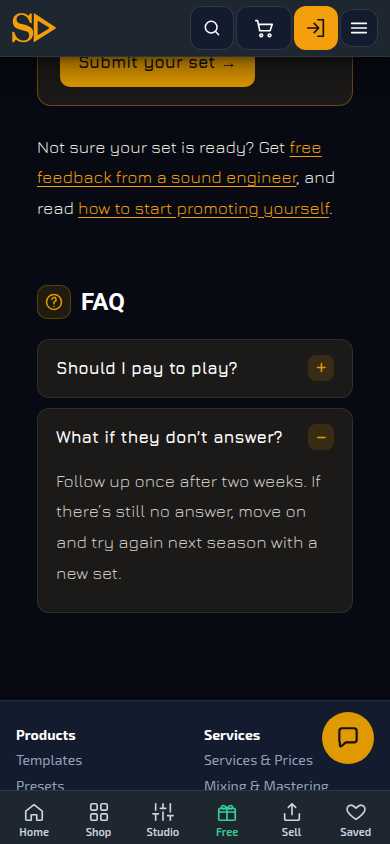 S
Submit your set →
Not sure your set is ready? Get free
feedback from a sound engineer, and
read how to start promoting yourself.
FAQ
Should I pay to play?
What if they don't answer?
Follow up once after two weeks. If
there's still no answer, move on
and try again next season with a
new set.
Products
Services
Templates
Services & Prices
Presets
Mixing & Mastering
Home
Shop
Studio
Free
Sell
Saved